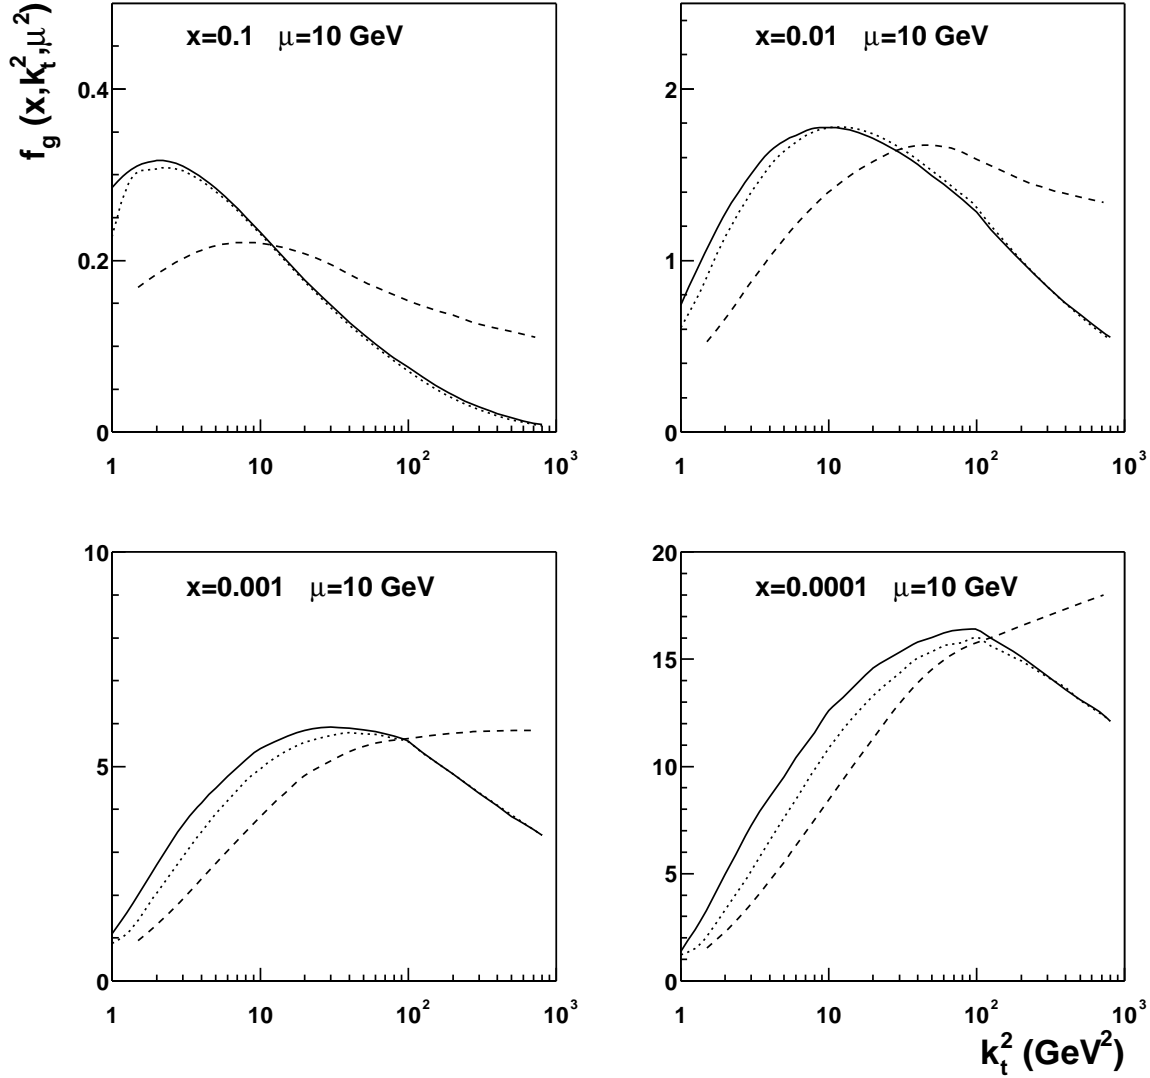 f_g (x,k_t^2,μ^2)
x=0.1 μ=10 GeV
0.4
0.2
0
1 10 10^2 10^3
x=0.01 μ=10 GeV
2
1
0
1 10 10^2 10^3
x=0.001 μ=10 GeV
10
5
0
1 10 10^2 10^3
x=0.0001 μ=10 GeV
20
15
10
5
0
1 10 10^2 10^3
k_t^2 (GeV^2)